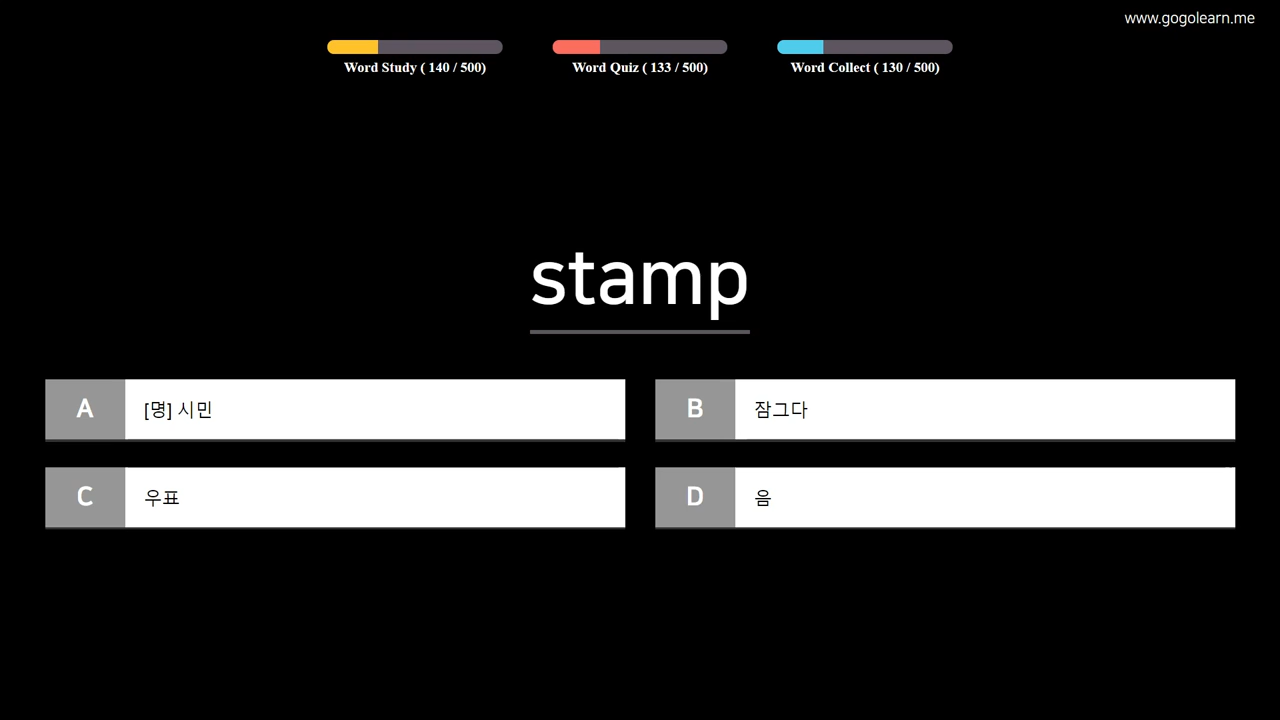 www.gogolearn.me
Word Study ( 140 / 500)
Word Quiz ( 133 / 500)
Word Collect ( 130 / 500)
stamp
A [명] 시민
B 잠그다
C 우표
D 음